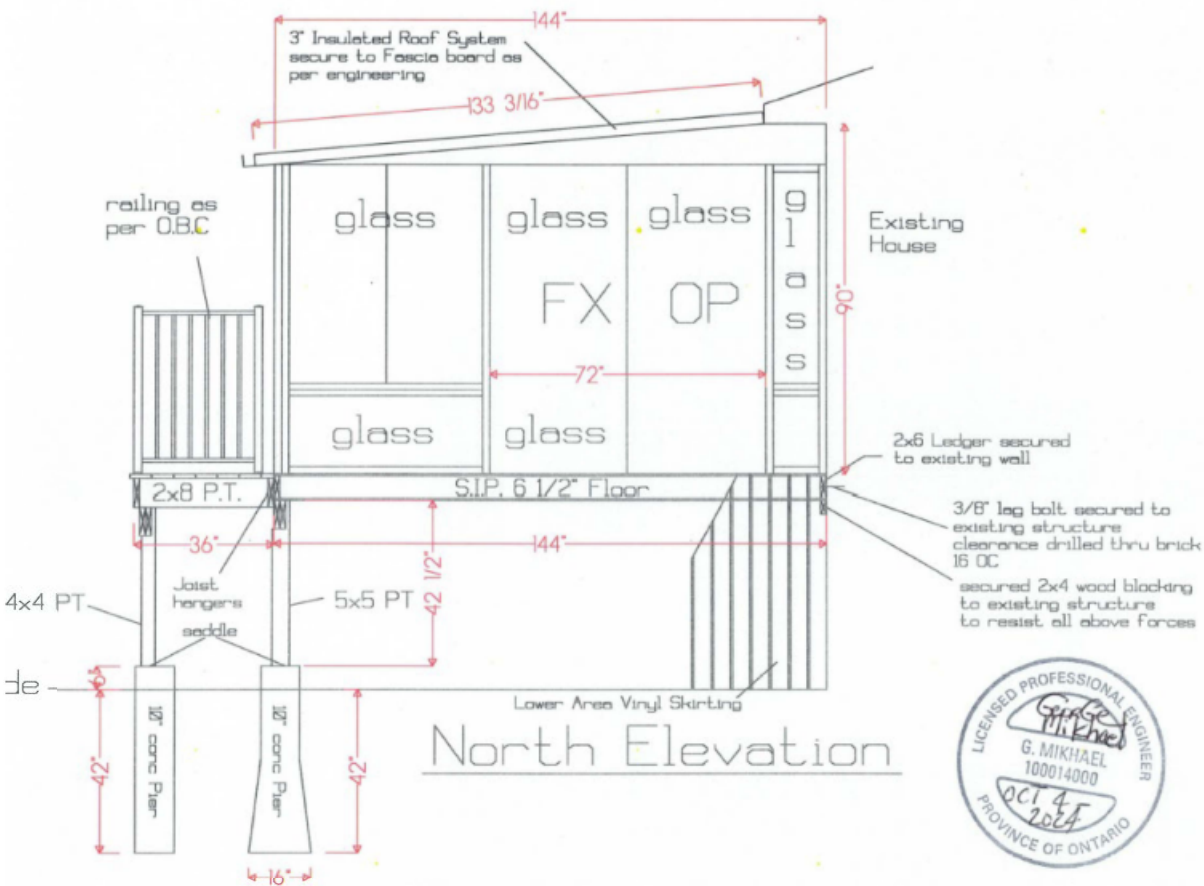 144"
3" Insulated Roof System
secure to Fascia board as
per engineering
133 3/16"
railing as
per O.B.C
glass
glass
glass
glass
Existing
House
FX
OP
90"
72"
glass
glass
2x6 Ledger secured
to existing wall
2x8 P.T.
S.I.P. 6 1/2" Floor
3/8" lag bolt secured to
existing structure
clearance drilled thru brick
16 OC
36"
144"
42 1/2"
Joist
hangers
saddle
4x4 PT
5x5 PT
secured 2x4 wood blocking
to existing structure
to resist all above forces
6"
de
Lower Area Vinyl Skirting
10" conc Pier
10" conc Pier
42"
42"
16"
North Elevation
LICENSED PROFESSIONAL ENGINEER
George
Mikhael
G. MIKHAEL
100014000
OCT 4
2024
PROVINCE OF ONTARIO